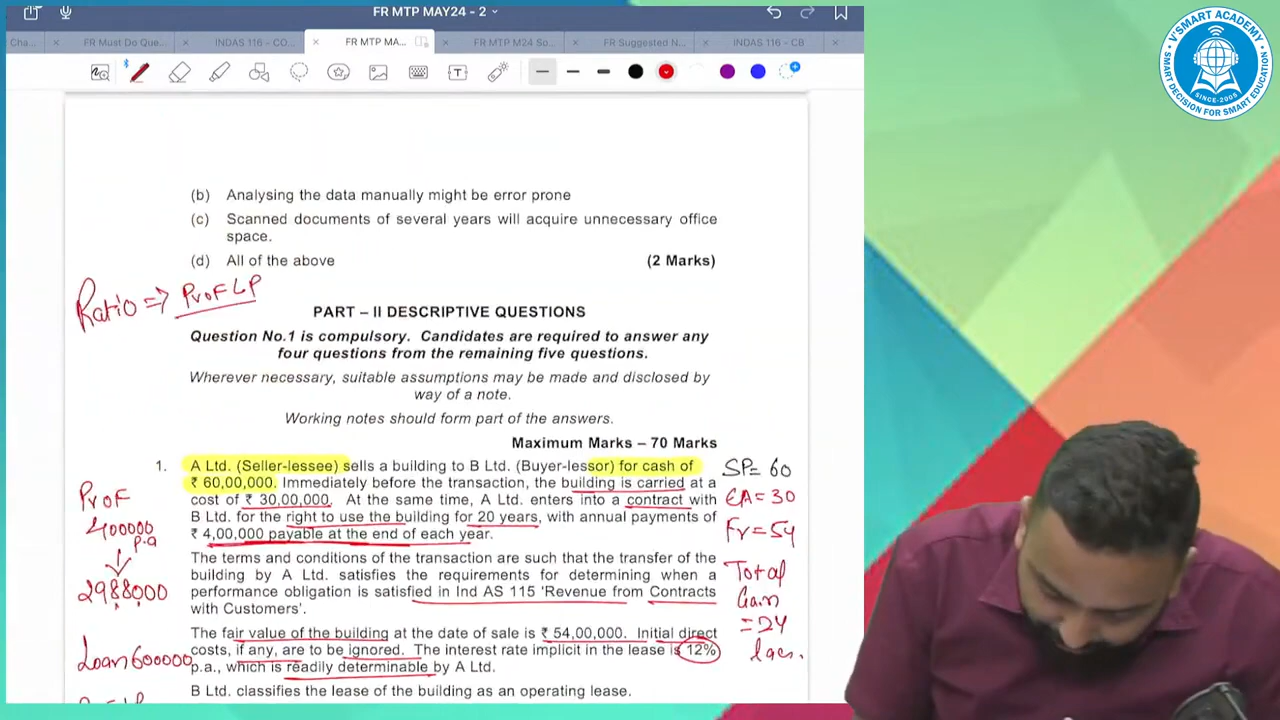 FR MTP MAY24 - 2
Cha...
FR Must Do Que...
INDAS 116 - CO...
FR MTP MA...
FR MTP M24 So...
FR Suggested N...
INDAS 116 - CB
V'SMART ACADEMY
SINCE-2005
SMART DECISION FOR SMART EDUCATION
(b) Analysing the data manually might be error prone
(c) Scanned documents of several years will acquire unnecessary office
space.
(d) All of the above (2 Marks)
Ratio => PvoFLP
PART – II DESCRIPTIVE QUESTIONS
Question No.1 is compulsory. Candidates are required to answer any
four questions from the remaining five questions.
Wherever necessary, suitable assumptions may be made and disclosed by
way of a note.
Working notes should form part of the answers.
Maximum Marks – 70 Marks
1. A Ltd. (Seller-lessee) sells a building to B Ltd. (Buyer-lessor) for cash of
₹ 60,00,000. Immediately before the transaction, the building is carried at a
cost of ₹ 30,00,000. At the same time, A Ltd. enters into a contract with
B Ltd. for the right to use the building for 20 years, with annual payments of
₹ 4,00,000 payable at the end of each year.
The terms and conditions of the transaction are such that the transfer of the
building by A Ltd. satisfies the requirements for determining when a
performance obligation is satisfied in Ind AS 115 'Revenue from Contracts
with Customers'.
The fair value of the building at the date of sale is ₹ 54,00,000. Initial direct
costs, if any, are to be ignored. The interest rate implicit in the lease is 12%
p.a., which is readily determinable by A Ltd.
B Ltd. classifies the lease of the building as an operating lease.
PvoF
400000
p.a
2988000
Loan 600000
SP= 60
CA=30
FV=54
Total
Gain
=24
lacs.